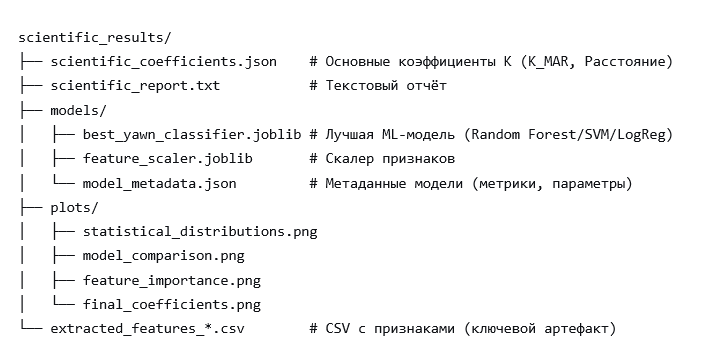 scientific_results/
├── scientific_coefficients.json    # Основные коэффициенты K (K_MAR, Расстояние)
├── scientific_report.txt           # Текстовый отчёт
├── models/
│   ├── best_yawn_classifier.joblib # Лучшая ML-модель (Random Forest/SVM/LogReg)
│   ├── feature_scaler.joblib       # Скалер признаков
│   └── model_metadata.json         # Метаданные модели (метрики, параметры)
├── plots/
│   ├── statistical_distributions.png
│   ├── model_comparison.png
│   ├── feature_importance.png
│   └── final_coefficients.png
└── extracted_features_*.csv        # CSV с признаками (ключевой артефакт)